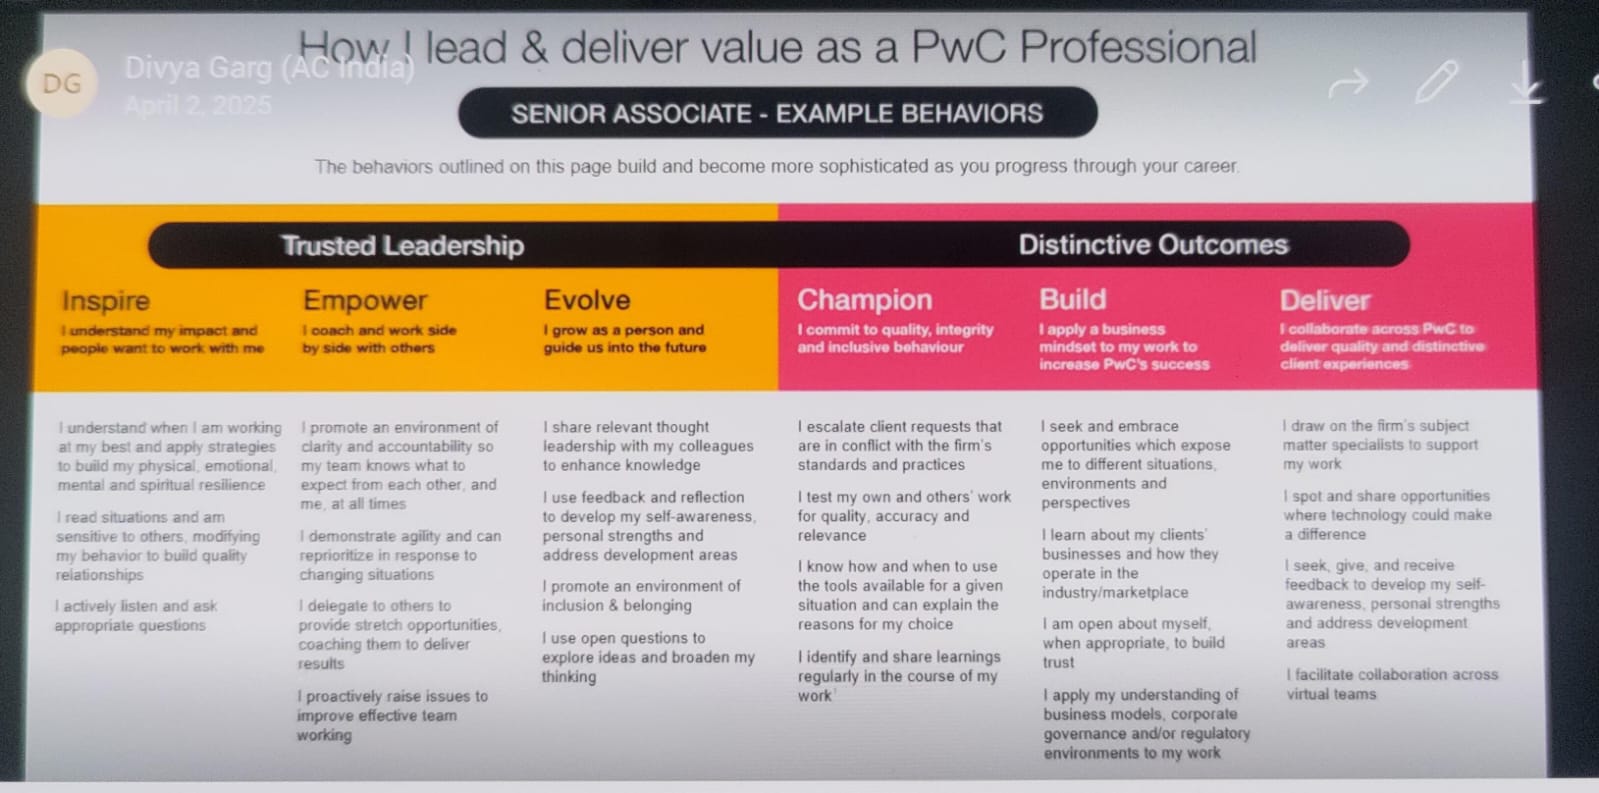 How I lead & deliver value as a PwC Professional
DG
Divya Garg (AC India)
April 2, 2025
SENIOR ASSOCIATE - EXAMPLE BEHAVIORS
The behaviors outlined on this page build and become more sophisticated as you progress through your career.
Trusted Leadership
Distinctive Outcomes
Inspire
I understand my impact and
people want to work with me
I understand when I am working
at my best and apply strategies
to build my physical, emotional,
mental and spiritual resilience
I read situations and am
sensitive to others, modifying
my behavior to build quality
relationships
I actively listen and ask
appropriate questions
Empower
I coach and work side
by side with others
I promote an environment of
clarity and accountability so
my team knows what to
expect from each other, and
me, at all times
I demonstrate agility and can
reprioritize in response to
changing situations
I delegate to others to
provide stretch opportunities,
coaching them to deliver
results
I proactively raise issues to
improve effective team
working
Evolve
I grow as a person and
guide us into the future
I share relevant thought
leadership with my colleagues
to enhance knowledge
I use feedback and reflection
to develop my self-awareness,
personal strengths and
address development areas
I promote an environment of
inclusion & belonging
I use open questions to
explore ideas and broaden my
thinking
Champion
I commit to quality, integrity
and inclusive behaviour
I escalate client requests that
are in conflict with the firm's
standards and practices
I test my own and others' work
for quality, accuracy and
relevance
I know how and when to use
the tools available for a given
situation and can explain the
reasons for my choice
I identify and share learnings
regularly in the course of my
work
Build
I apply a business
mindset to my work to
increase PwC's success
I seek and embrace
opportunities which expose
me to different situations,
environments and
perspectives
I learn about my clients'
businesses and how they
operate in the
industry/marketplace
I am open about myself,
when appropriate, to build
trust
I apply my understanding of
business models, corporate
governance and/or regulatory
environments to my work
Deliver
I collaborate across PwC to
deliver quality and distinctive
client experiences
I draw on the firm's subject
matter specialists to support
my work
I spot and share opportunities
where technology could make
a difference
I seek, give, and receive
feedback to develop my self-
awareness, personal strengths
and address development
areas
I facilitate collaboration across
virtual teams